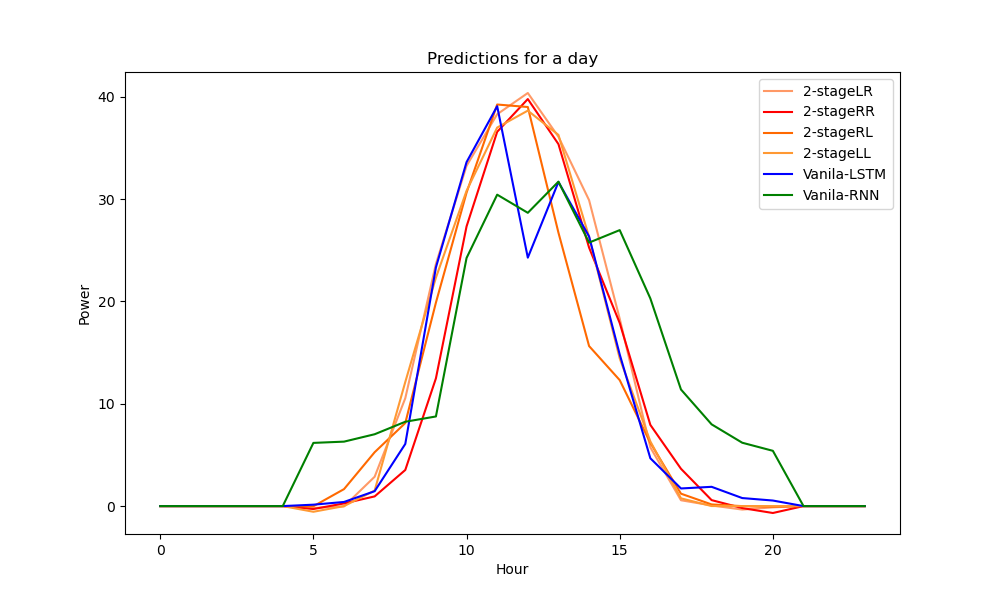 Predictions for a day
2-stageLR
2-stageRR
2-stageRL
2-stageLL
Vanila-LSTM
Vanila-RNN
Power
40
30
20
10
0
0 5 10 15 20
Hour